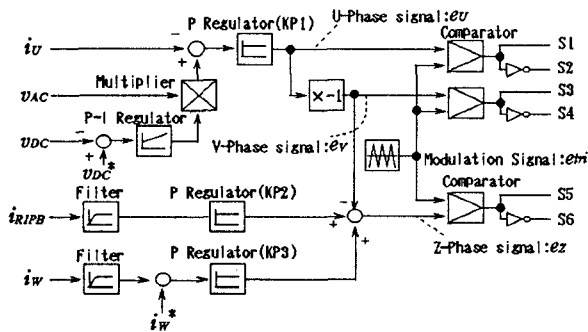 P Regulator(KP1)
U-Phase signal:eU
Comparator
iU
−
+
S1
S2
Multiplier
vAC
×-1
S3
S4
P-I Regulator
vDC
−
+
vDC*
V-Phase signal:eV
Modulation Signal:etri
Comparator
Filter
P Regulator(KP2)
−
S5
iRIPB
+
+
S6
Filter
P Regulator(KP3)
Z-Phase signal:eZ
iW
iW*